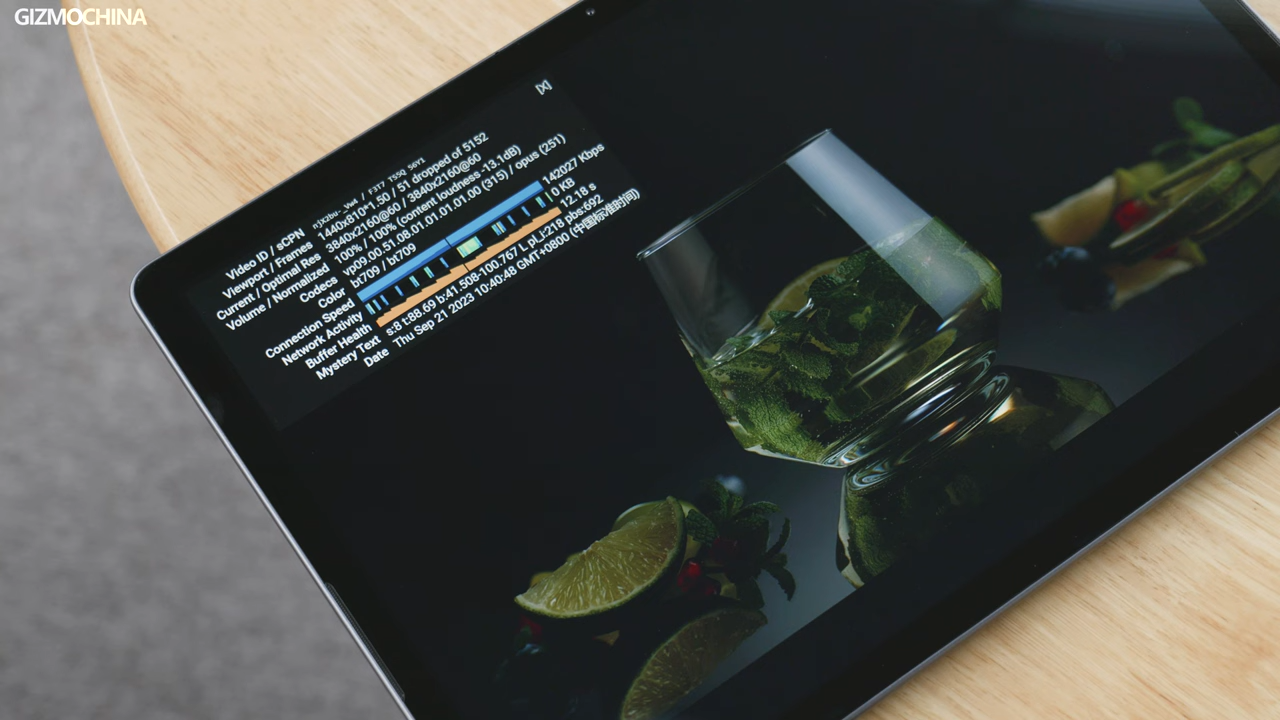 GIZMOCHINA
[X]
Video ID / sCPN
Viewport / Frames 1440x810*1.50 / 51 dropped of 5152
Current / Optimal Res 3840x2160@60 / 3840x2160@60
Volume / Normalized 100% / 100% (content loudness -13.1dB)
Codecs vp09.00.51.08.01.01.01.01.00 (315) / opus (251)
Color bt709 / bt709
Connection Speed 142027 Kbps
Network Activity 0 KB
Buffer Health 12.18 s
Mystery Text s:8 t:88.69 b:41.508-100.767 L pl_i:218 pbs:692
Date Thu Sep 21 2023 10:40:48 GMT+0800 (中国标准时间)